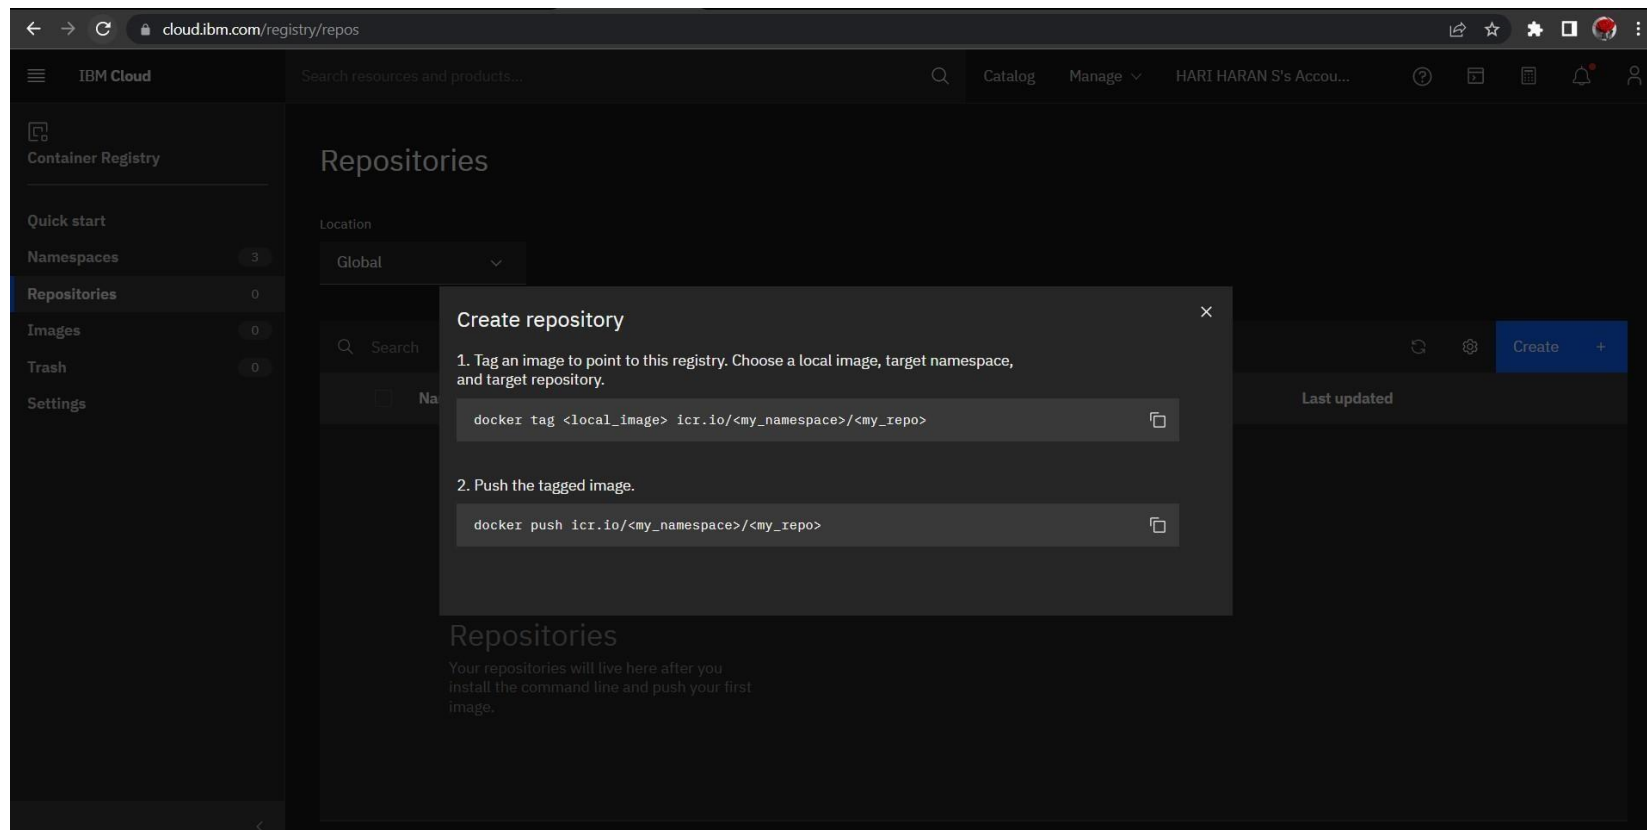 cloud.ibm.com/registry/repos
IBM Cloud
Search resources and products...
Catalog
Manage
HARI HARAN S's Accou...
Container Registry
Quick start
Namespaces 3
Repositories 0
Images 0
Trash 0
Settings
Repositories
Location
Global
Search
Create +
Na
Last updated
Create repository
1. Tag an image to point to this registry. Choose a local image, target namespace,
and target repository.
docker tag <local_image> icr.io/<my_namespace>/<my_repo>
2. Push the tagged image.
docker push icr.io/<my_namespace>/<my_repo>
Repositories
Your repositories will live here after you
install the command line and push your first
image.